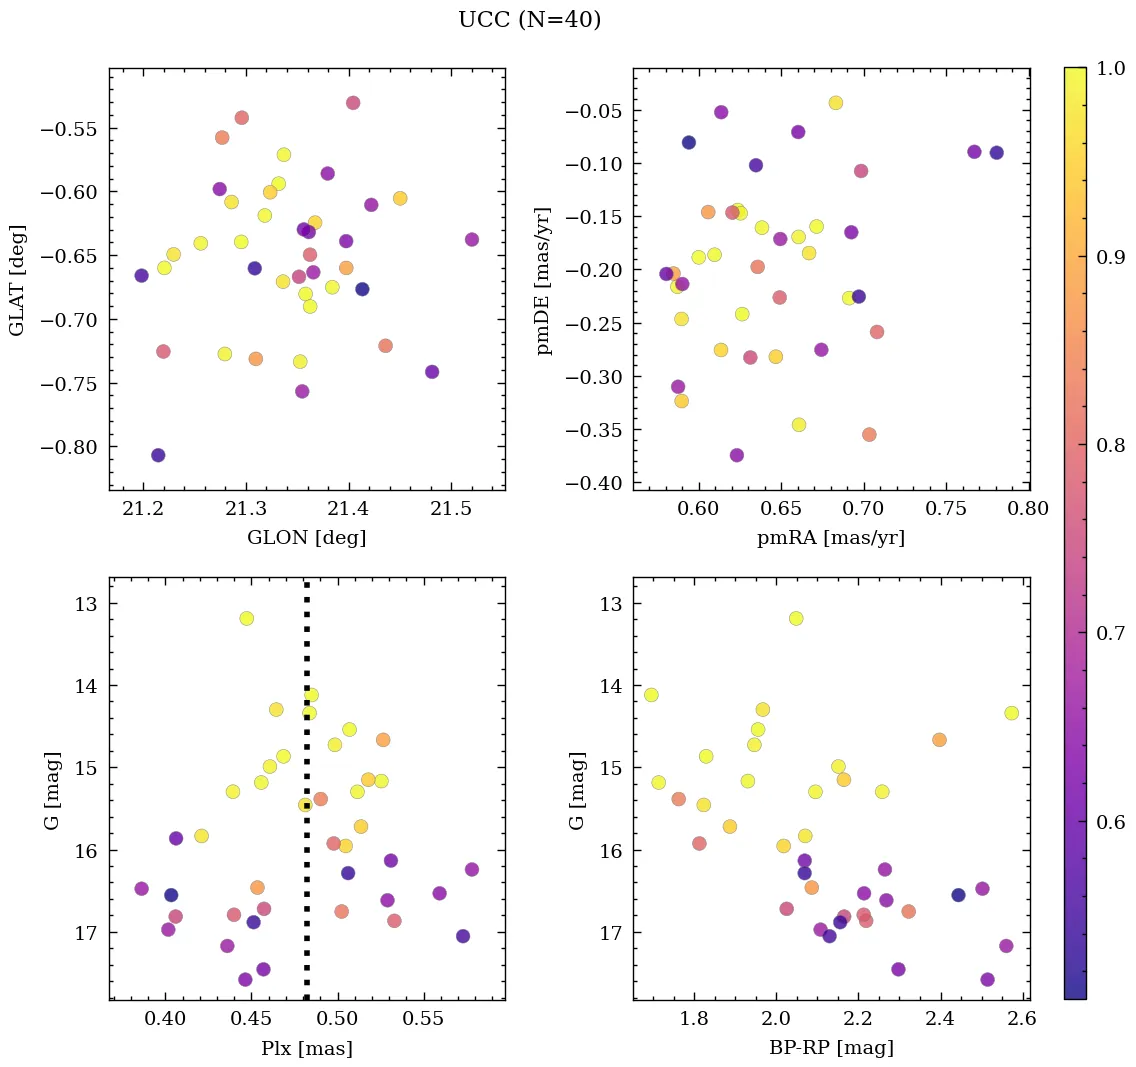 UCC (N=40)
−0.55
−0.60
−0.65
−0.70
−0.75
−0.80
GLAT [deg]
21.2 21.3 21.4 21.5
GLON [deg]
−0.05
−0.10
−0.15
−0.20
−0.25
−0.30
−0.35
−0.40
pmDE [mas/yr]
0.60 0.65 0.70 0.75 0.80
pmRA [mas/yr]
13
14
15
16
17
G [mag]
0.40 0.45 0.50 0.55
Plx [mas]
13
14
15
16
17
G [mag]
1.8 2.0 2.2 2.4 2.6
BP-RP [mag]
1.0
0.9
0.8
0.7
0.6